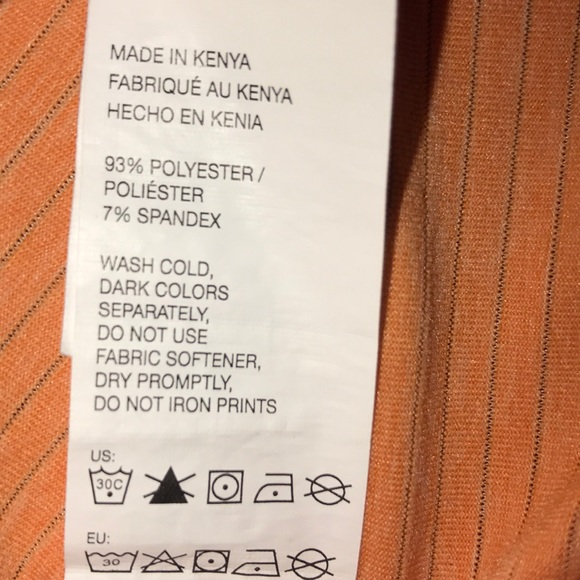 MADE IN KENYA
FABRIQUÉ AU KENYA
HECHO EN KENIA
93% POLYESTER /
POLIÉSTER
7% SPANDEX
WASH COLD,
DARK COLORS
SEPARATELY,
DO NOT USE
FABRIC SOFTENER,
DRY PROMPTLY,
DO NOT IRON PRINTS
US:
30C
EU:
30